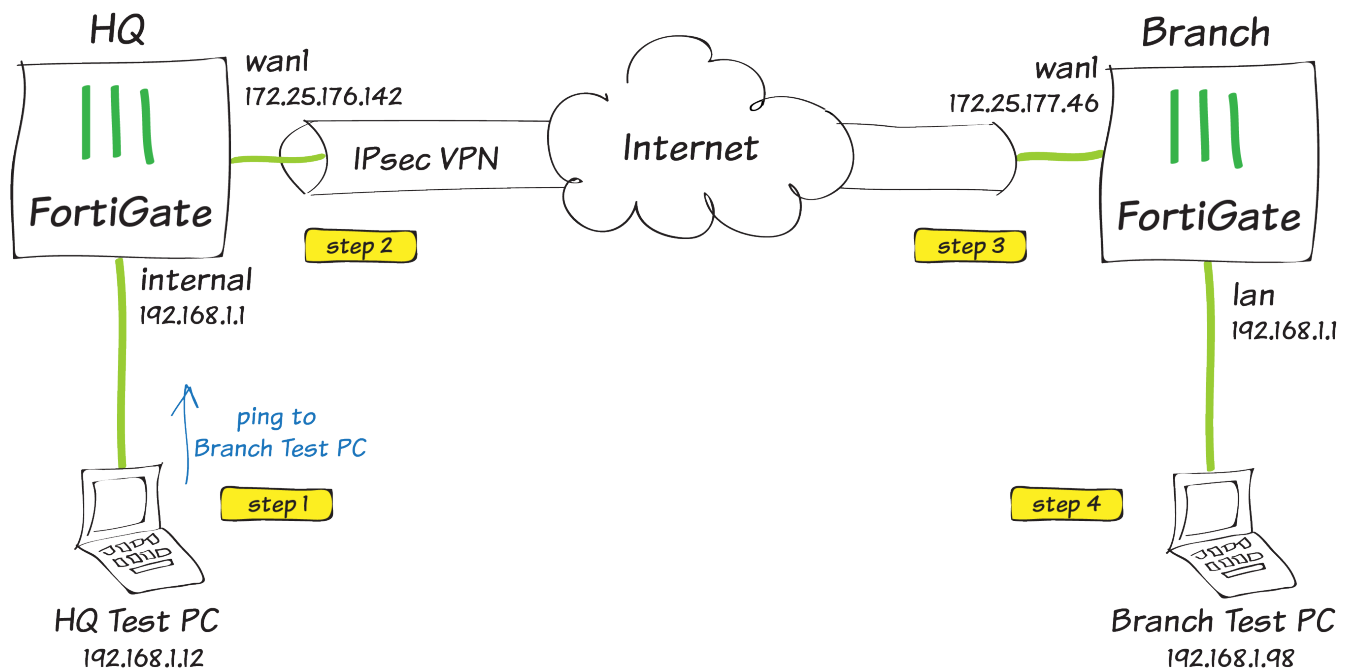 HQ
wan1
172.25.176.142
FortiGate
IPsec VPN
Internet
Branch
wan1
172.25.177.46
FortiGate
step 2
step 3
internal
192.168.1.1
lan
192.168.1.1
ping to
Branch Test PC
step 1
step 4
HQ Test PC
192.168.1.12
Branch Test PC
192.168.1.98